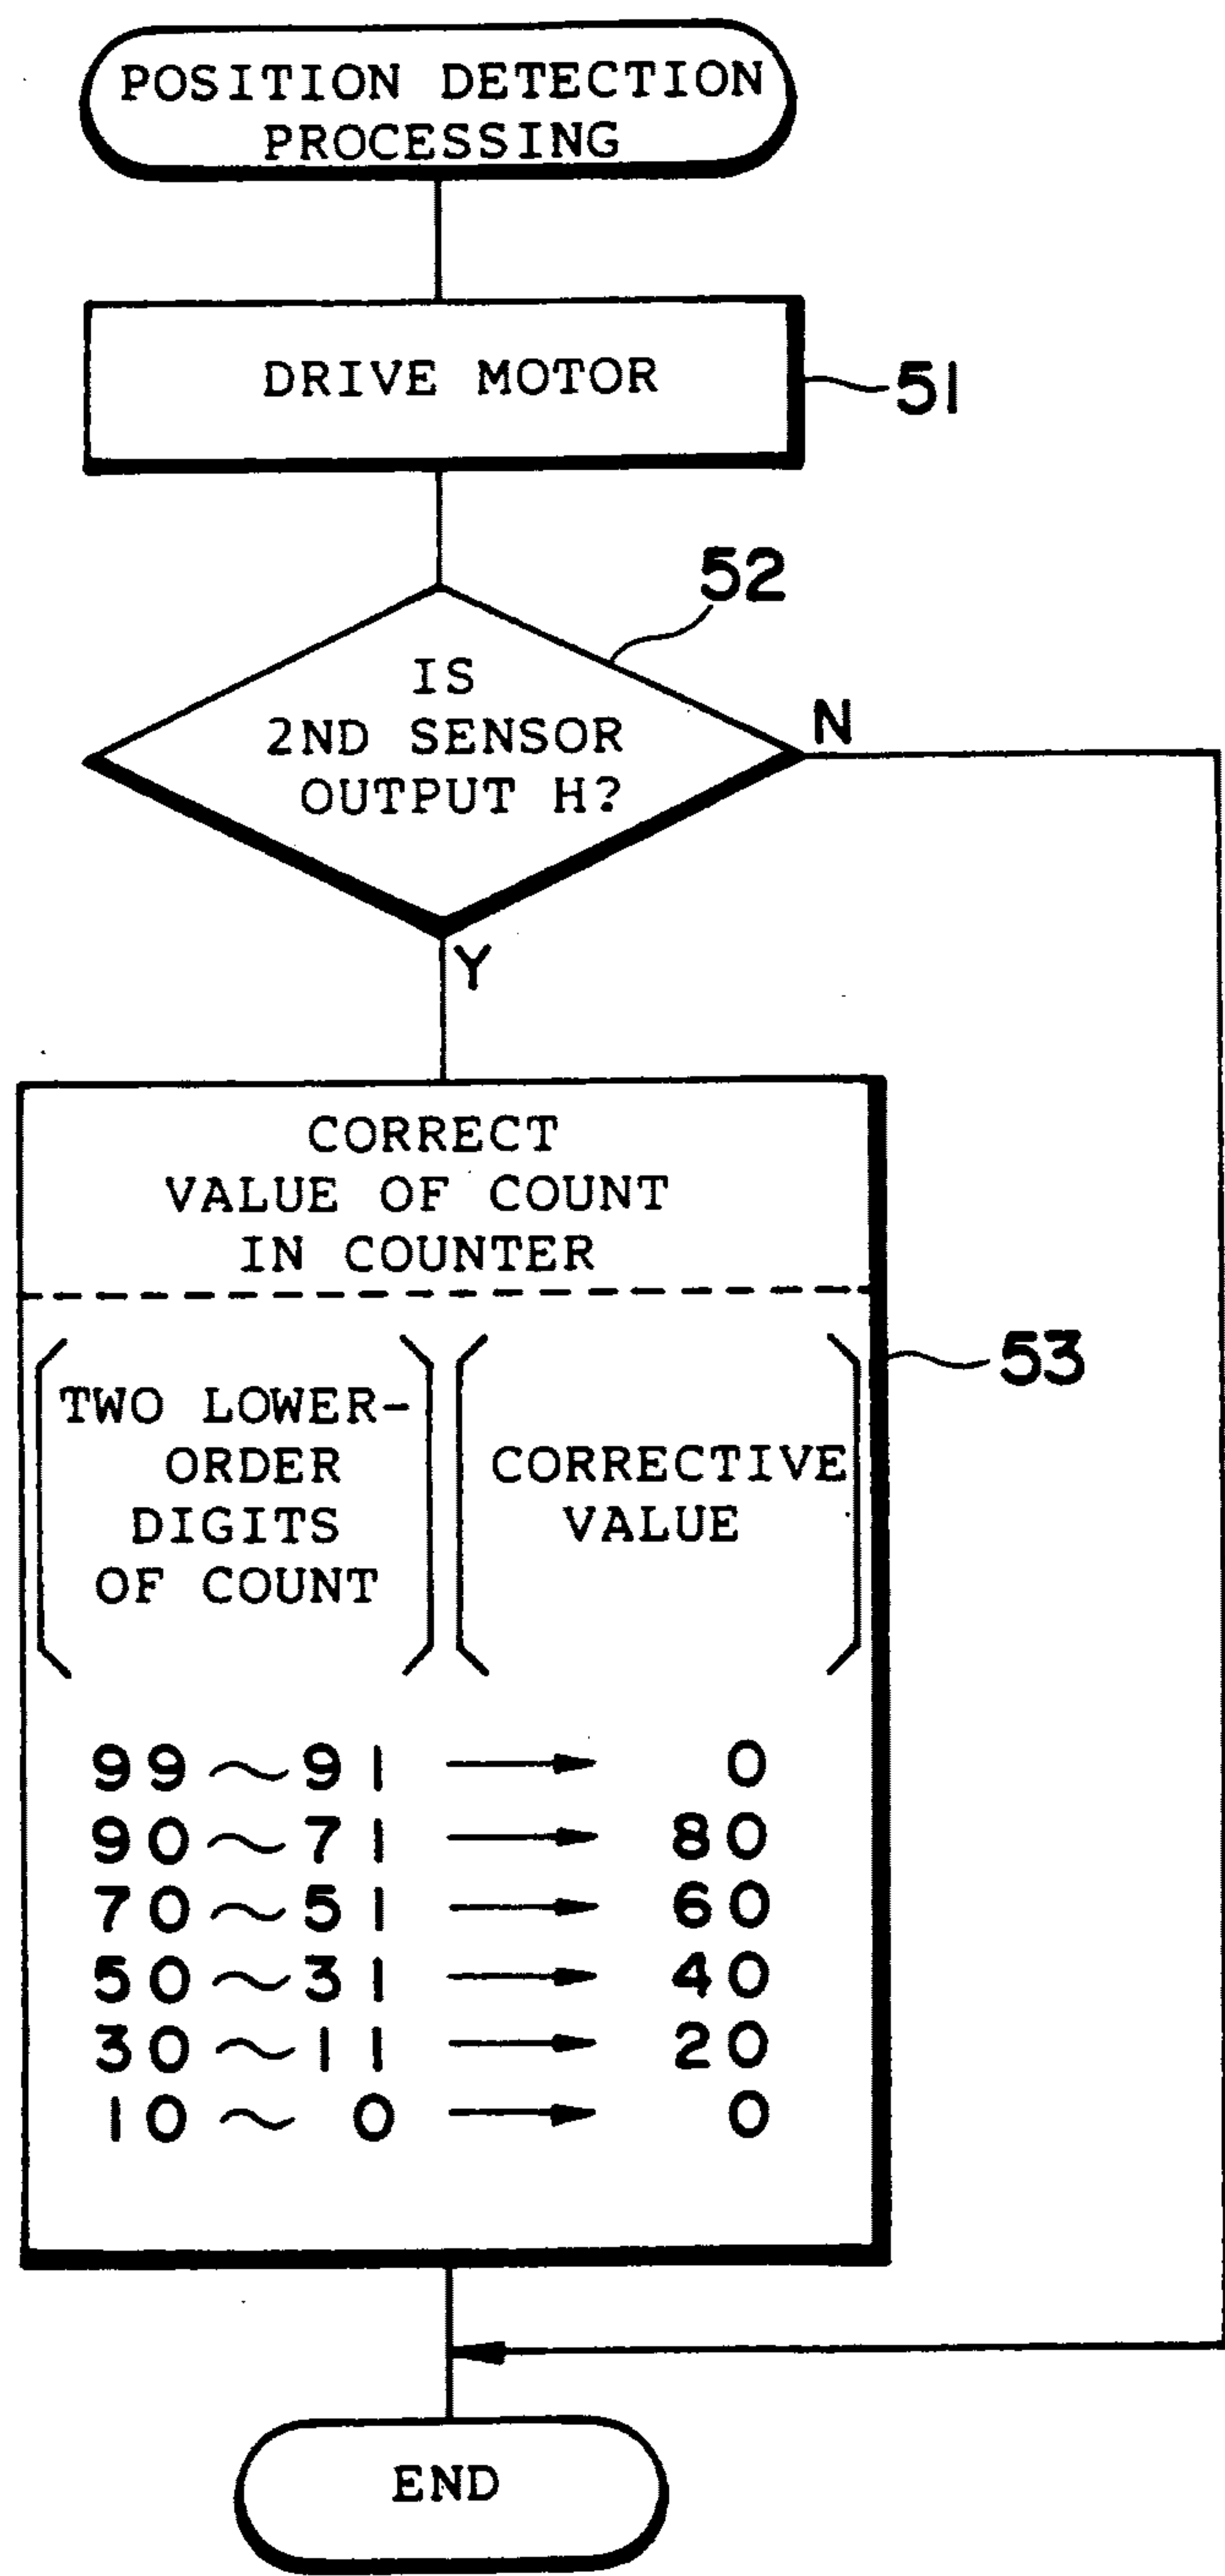 POSITION DETECTION
PROCESSING
DRIVE MOTOR
51
52
IS
2ND SENSOR
OUTPUT H?
N
Y
CORRECT
VALUE OF COUNT
IN COUNTER
53
TWO LOWER-
ORDER
DIGITS
OF COUNT
CORRECTIVE
VALUE
99～91 → 0
90～71 → 80
70～51 → 60
50～31 → 40
30～11 → 20
10～ 0 → 0
END